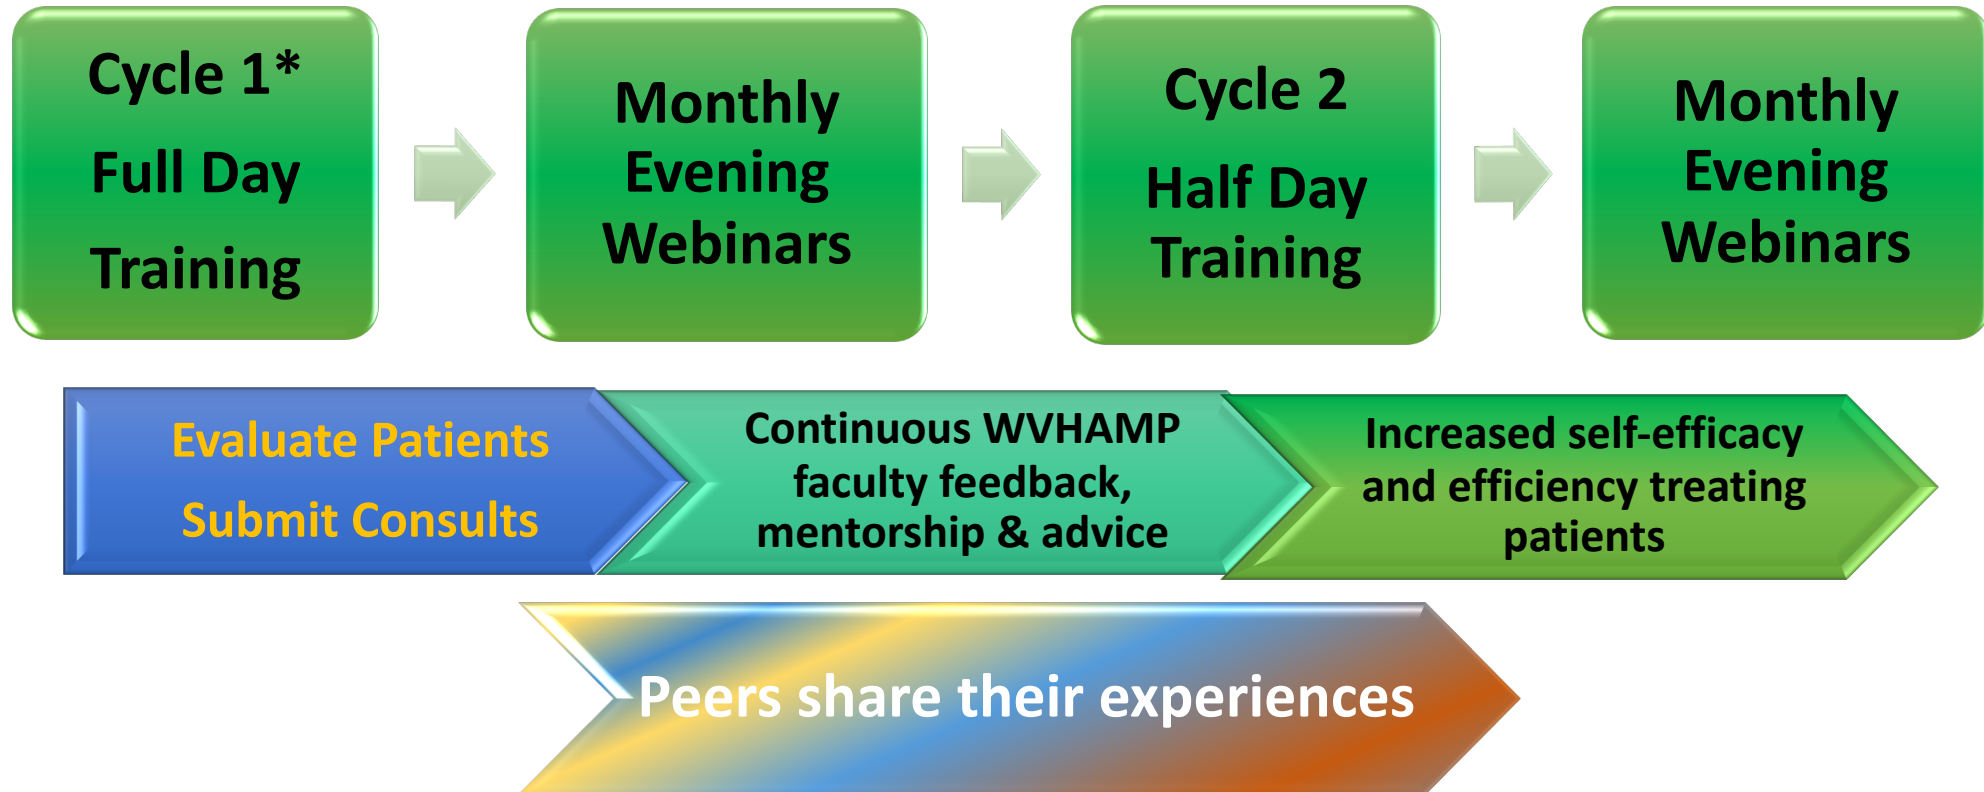 Cycle 1*
Full Day
Training
Monthly
Evening
Webinars
Cycle 2
Half Day
Training
Monthly
Evening
Webinars
Evaluate Patients
Submit Consults
Continuous WVHAMP
faculty feedback,
mentorship & advice
Increased self-efficacy
and efficiency treating
patients
Peers share their experiences